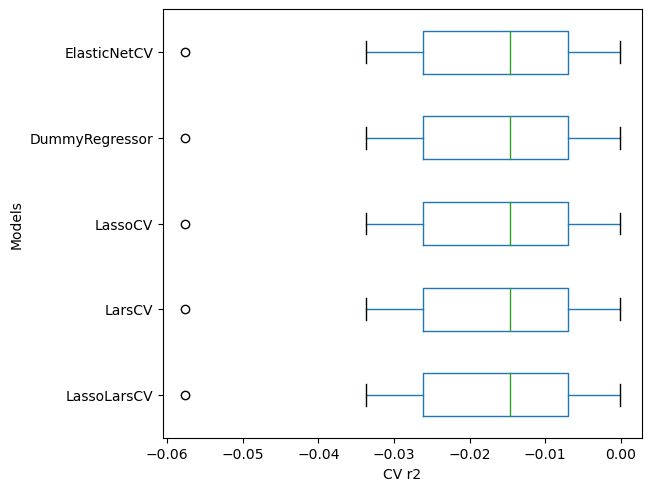 ElasticNetCV
DummyRegressor
LassoCV
LarsCV
LassoLarsCV
Models
−0.06 −0.05 −0.04 −0.03 −0.02 −0.01 0.00
CV r2